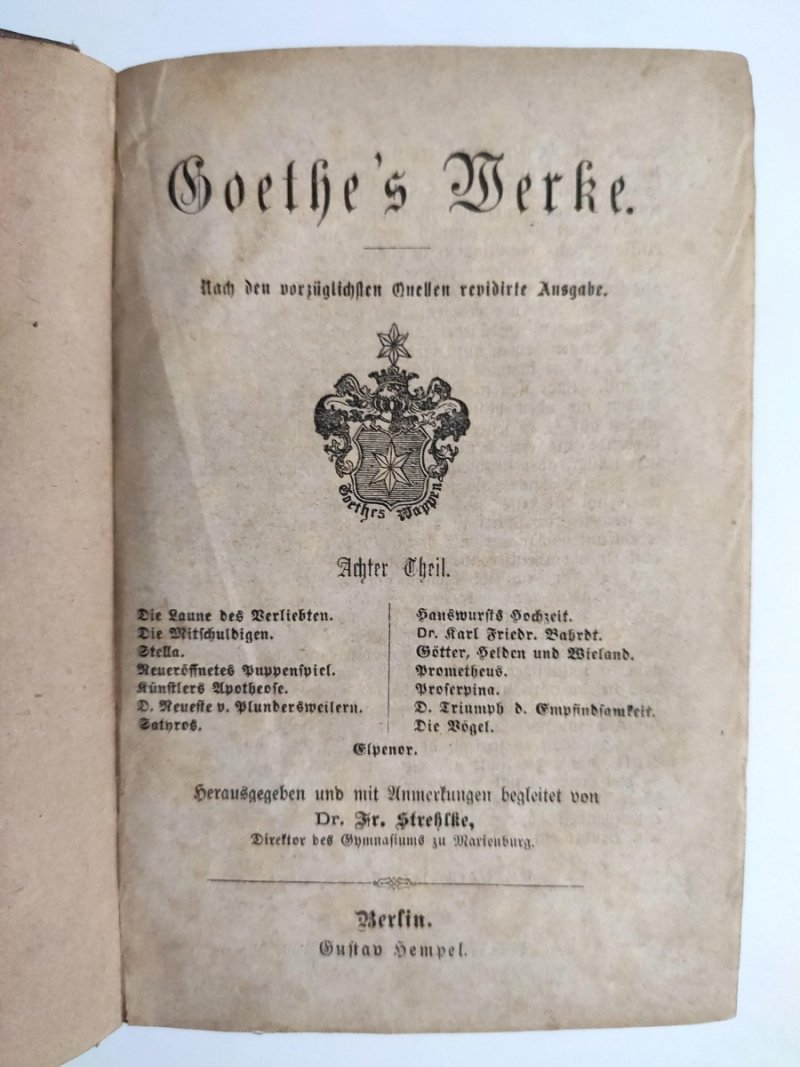 Goethe's Werke.
Nach den vorzüglichsten Quellen revidirte Ausgabe.
Goethes Wappen
Achter Theil.
Die Laune des Verliebten.
Die Mitschuldigen.
Stella.
Neueröffnetes Puppenspiel.
Künstlers Apotheose.
D. Neueste v. Plundersweilern.
Satyros.
Hanswursts Hochzeit.
Dr. Karl Friedr. Bahrdt.
Götter, Helden und Wieland.
Prometheus.
Proserpina.
D. Triumph d. Empfindsamkeit.
Die Vögel.
Elpenor.
Herausgegeben und mit Anmerkungen begleitet von
Dr. Fr. Strehlke,
Direktor des Gymnasiums zu Marienburg.
Berlin.
Gustav Hempel.